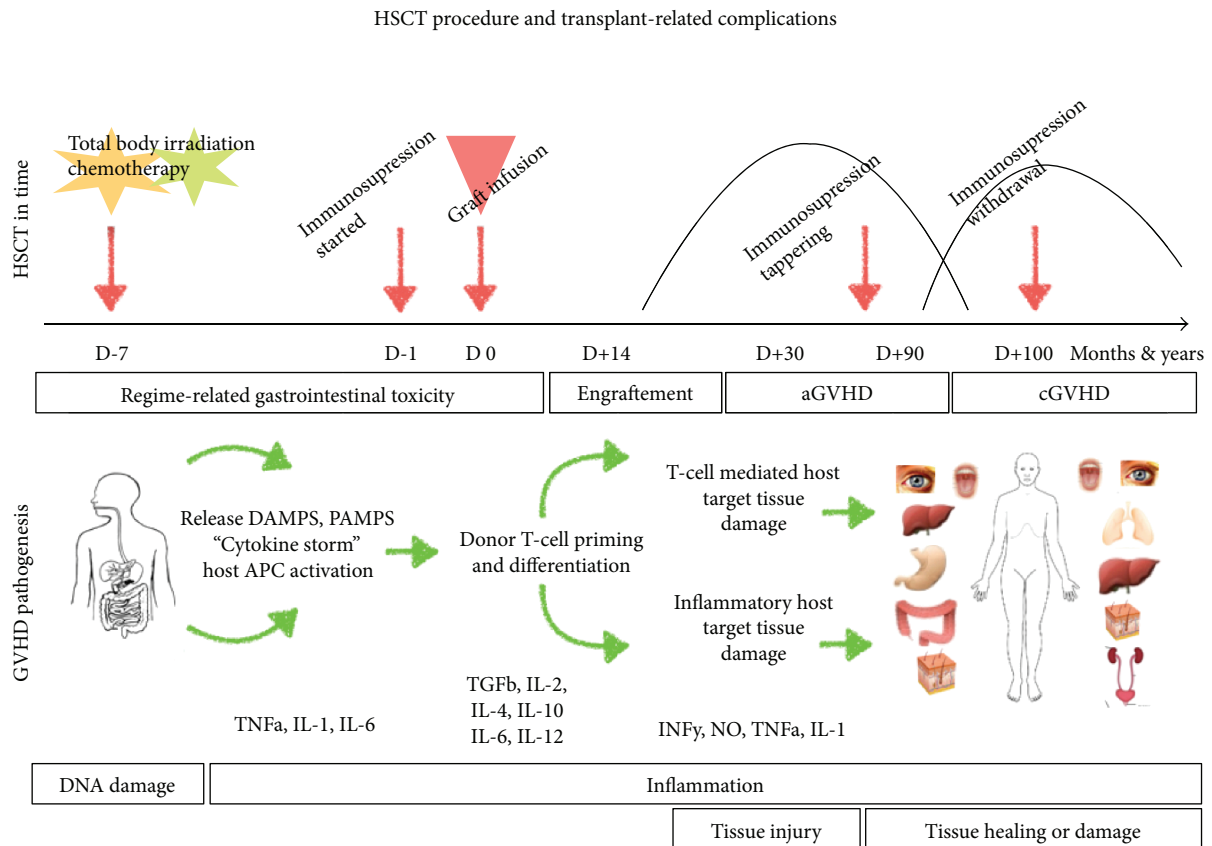 HSCT procedure and transplant-related complications
HSCT in time
Total body irradiation
chemotherapy
Immunosupression
started
Graft infusion
Immunosupression
tappering
Immunosupression
withdrawal
D-7
D-1
D 0
D+14
D+30
D+90
D+100
Months & years
Regime-related gastrointestinal toxicity
Engraftement
aGVHD
cGVHD
GVHD pathogenesis
Release DAMPS, PAMPS
“Cytokine storm”
host APC activation
Donor T-cell priming
and differentiation
T-cell mediated host
target tissue
damage
Inflammatory host
target tissue
damage
TNFa, IL-1, IL-6
TGFb, IL-2,
IL-4, IL-10
IL-6, IL-12
INFy, NO, TNFa, IL-1
DNA damage
Inflammation
Tissue injury
Tissue healing or damage